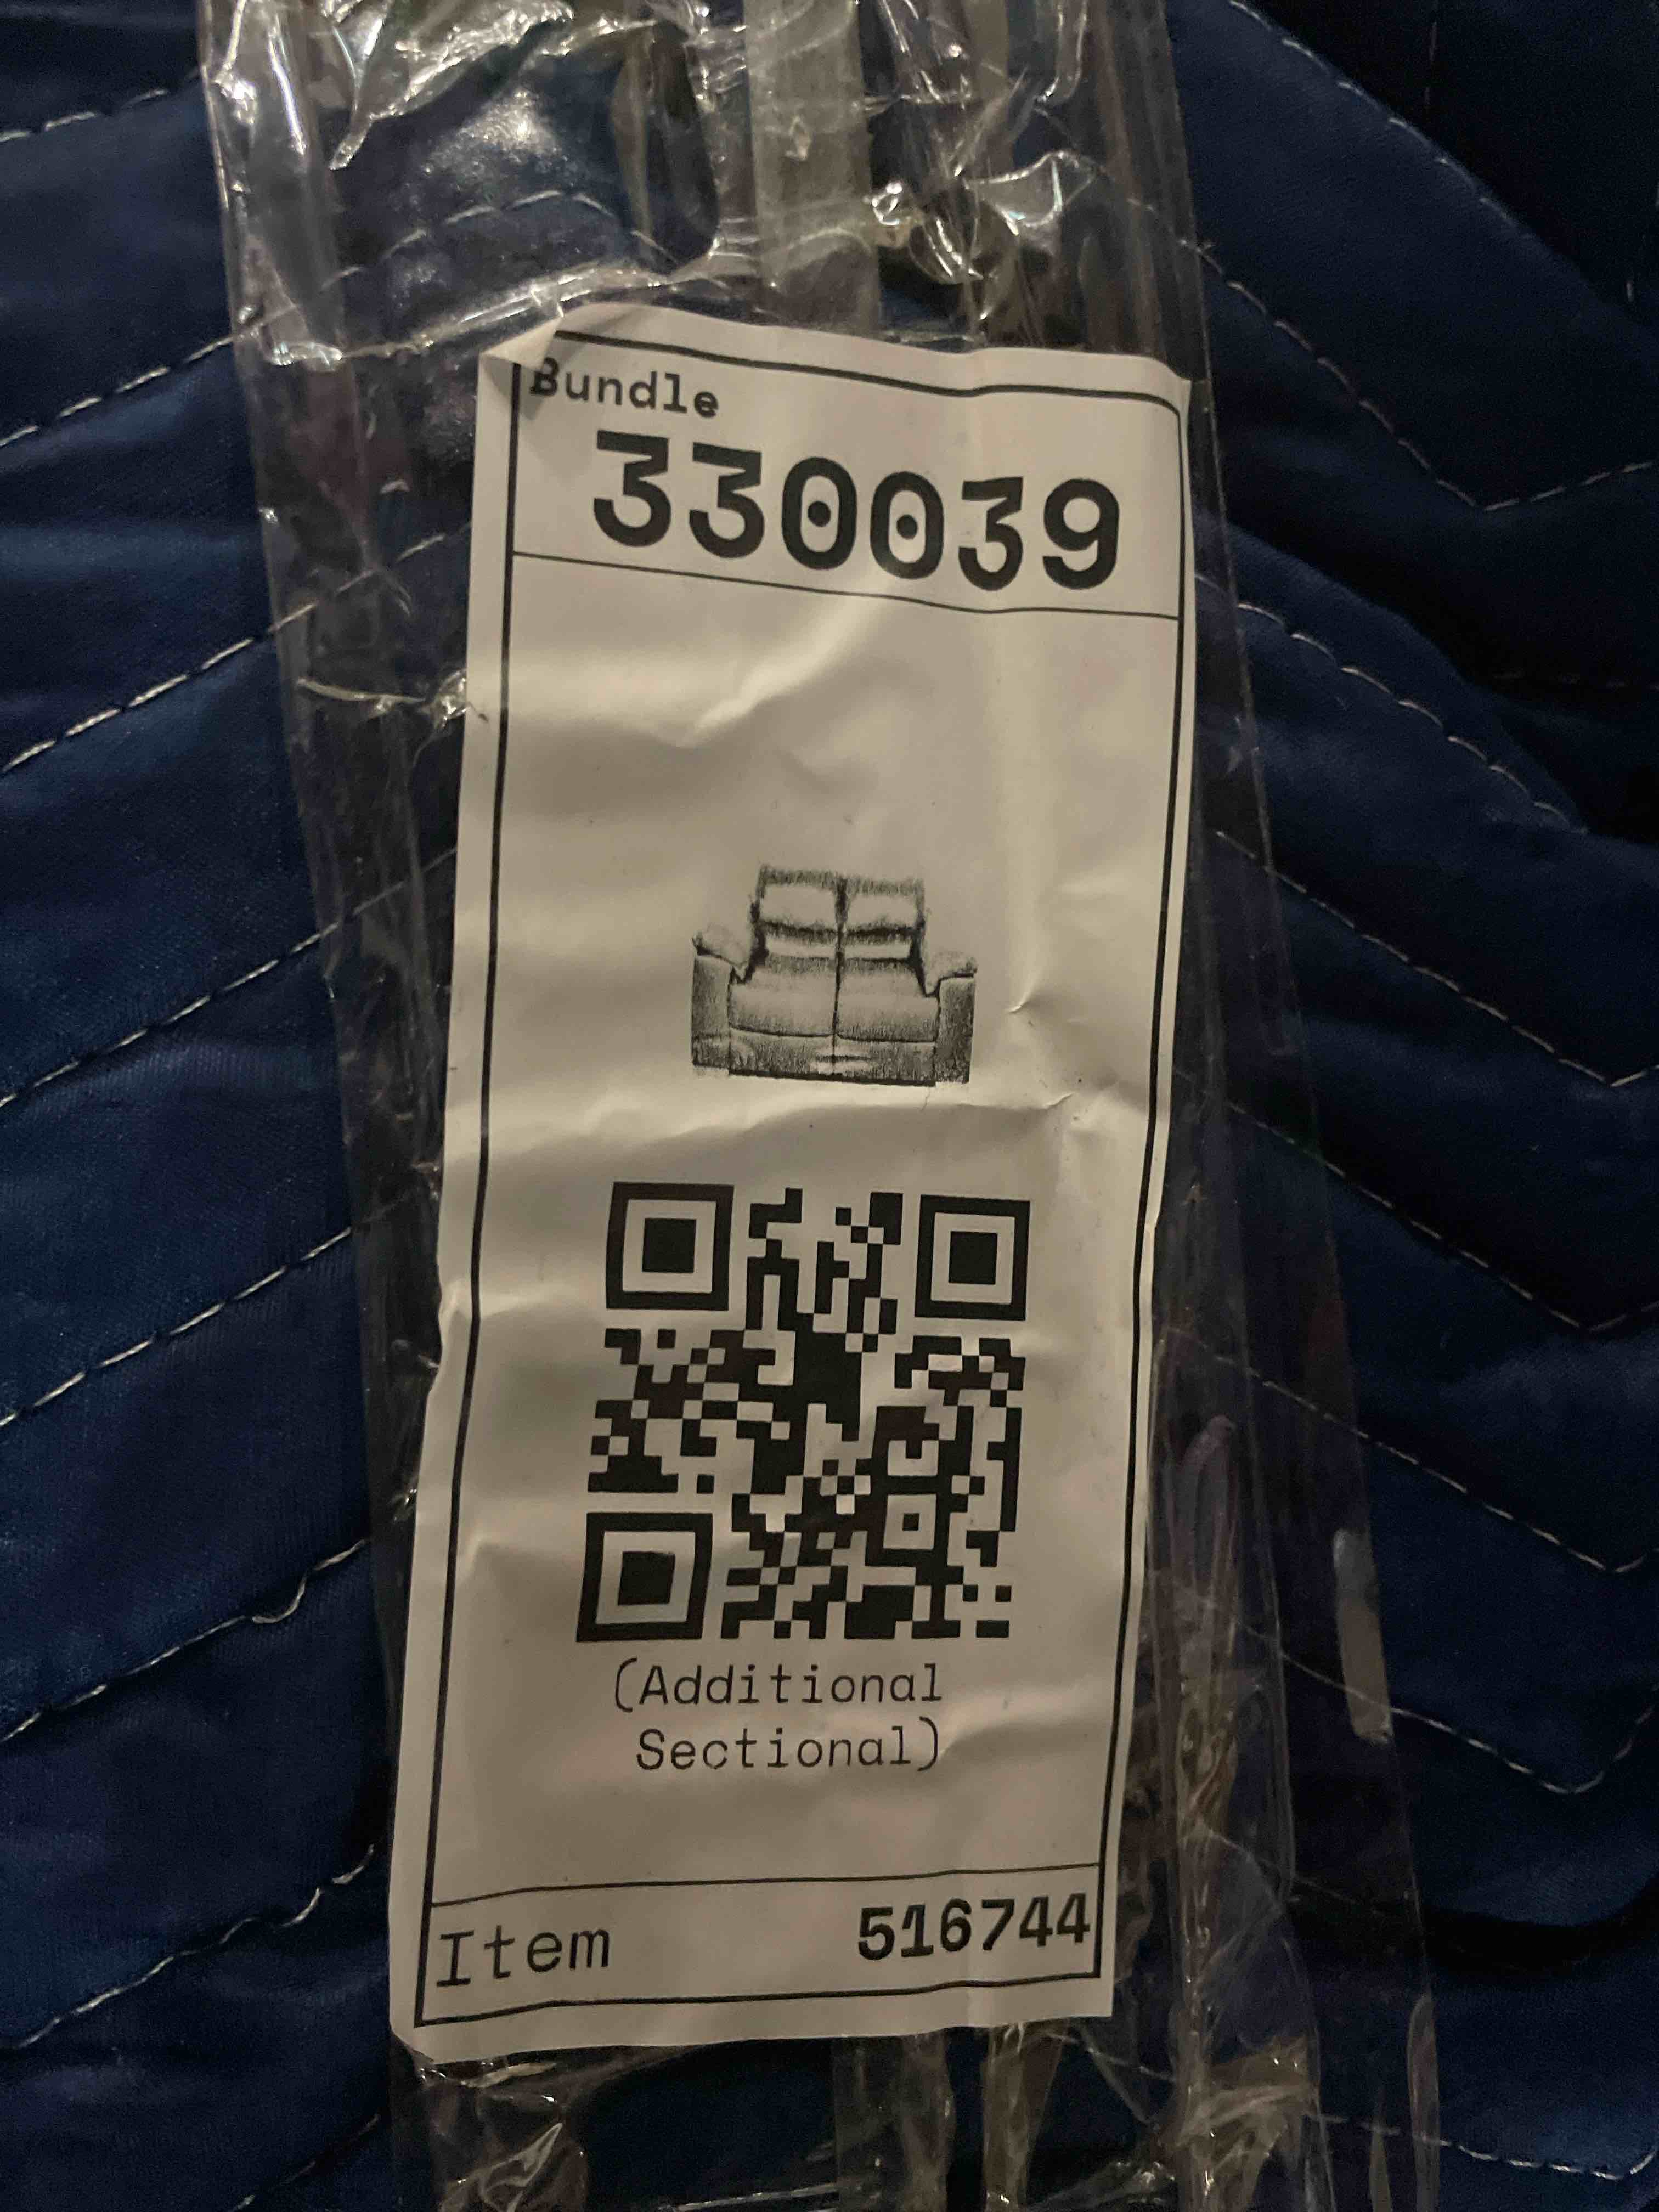 Bundle
330039
(Additional
Sectional)
Item 516744